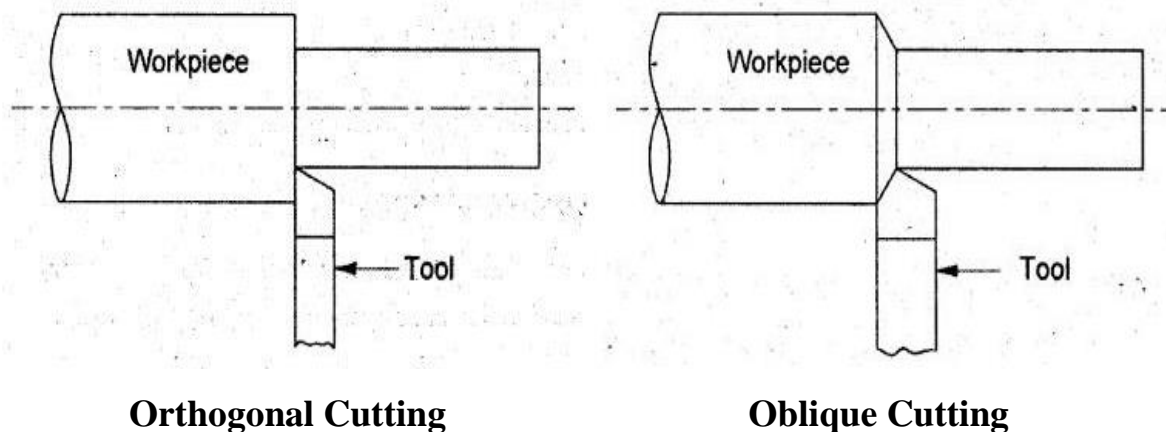 Workpiece
Workpiece
Tool
Tool
Orthogonal Cutting
Oblique Cutting